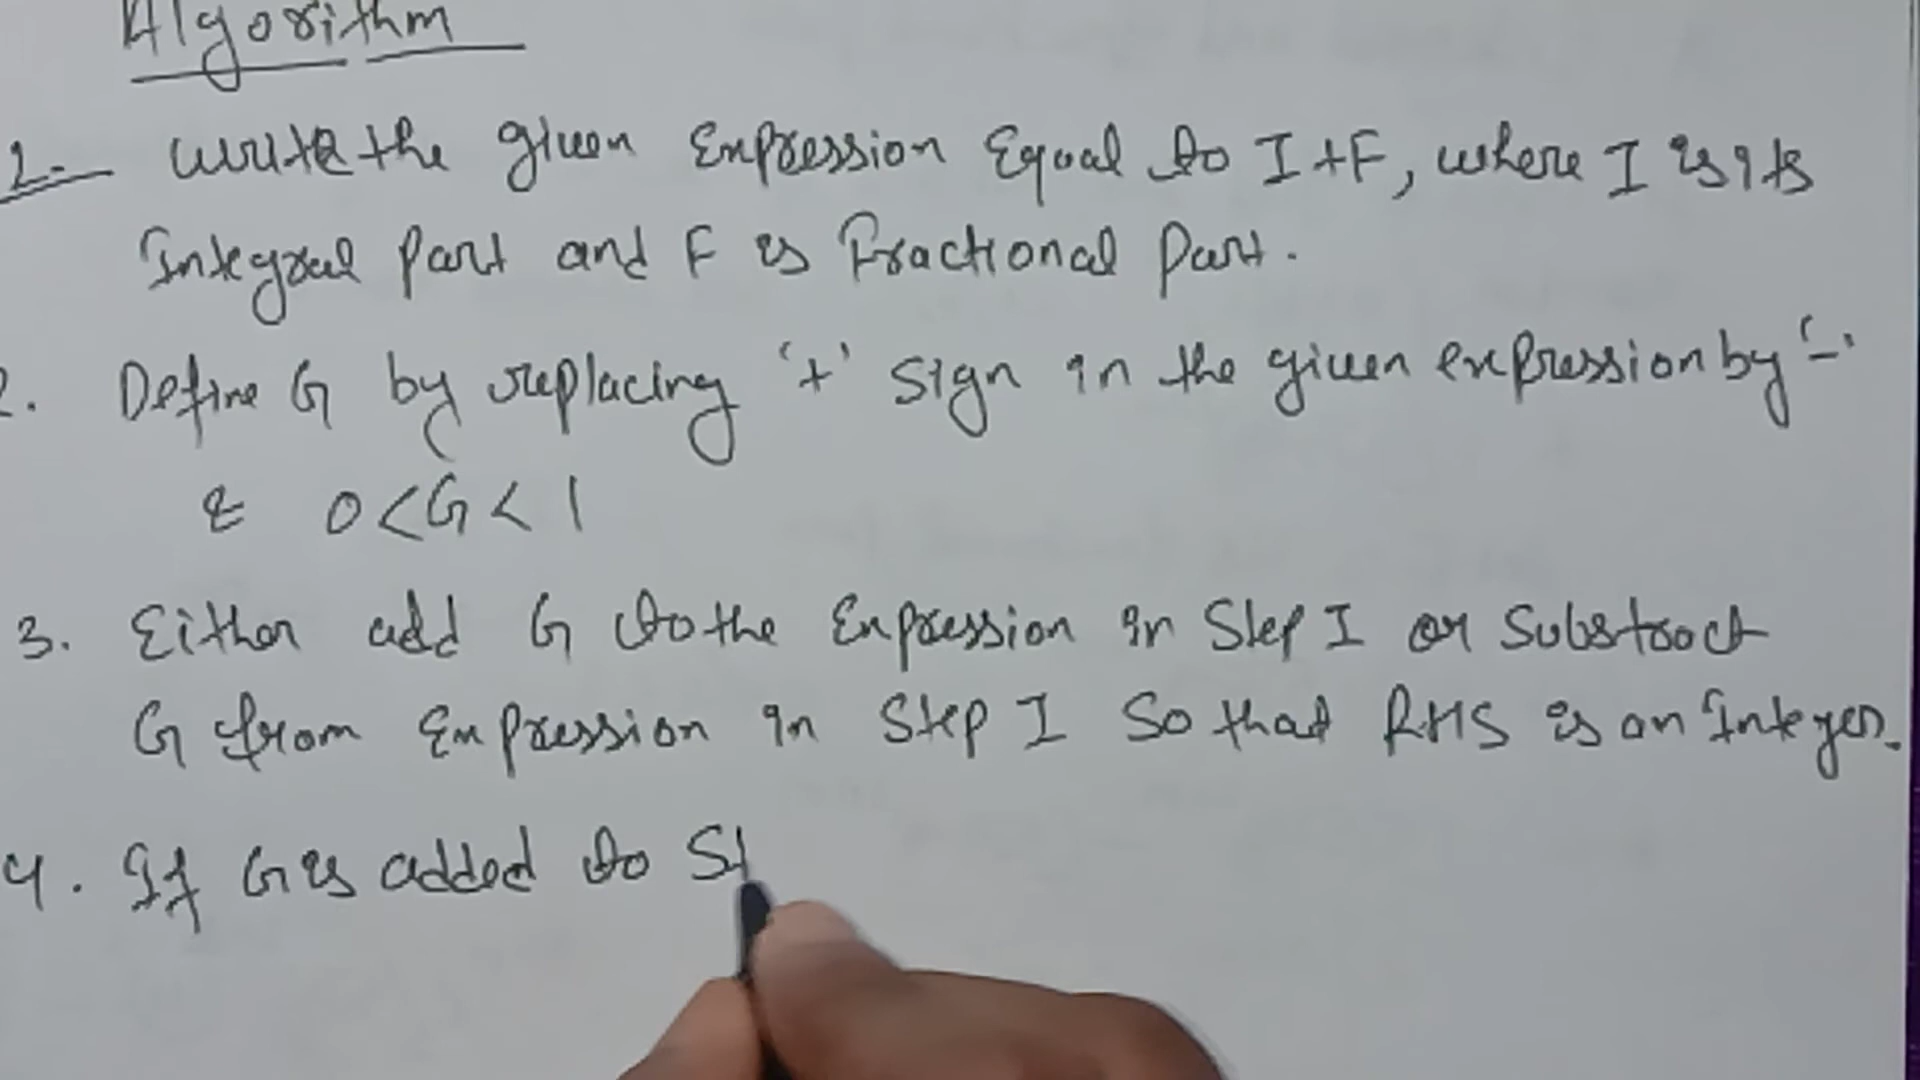 Algorithm
1. Write the given Expression Equal to I+F, where I is its
Integral part and F is Fractional Part.
2. Define G by replacing '+' sign in the given expression by '-'
& 0<G<1
3. Either add G to the Expression in Step I or Substract
G from Expression in Step I So that RHS is an Integer.
4. If G is added to St